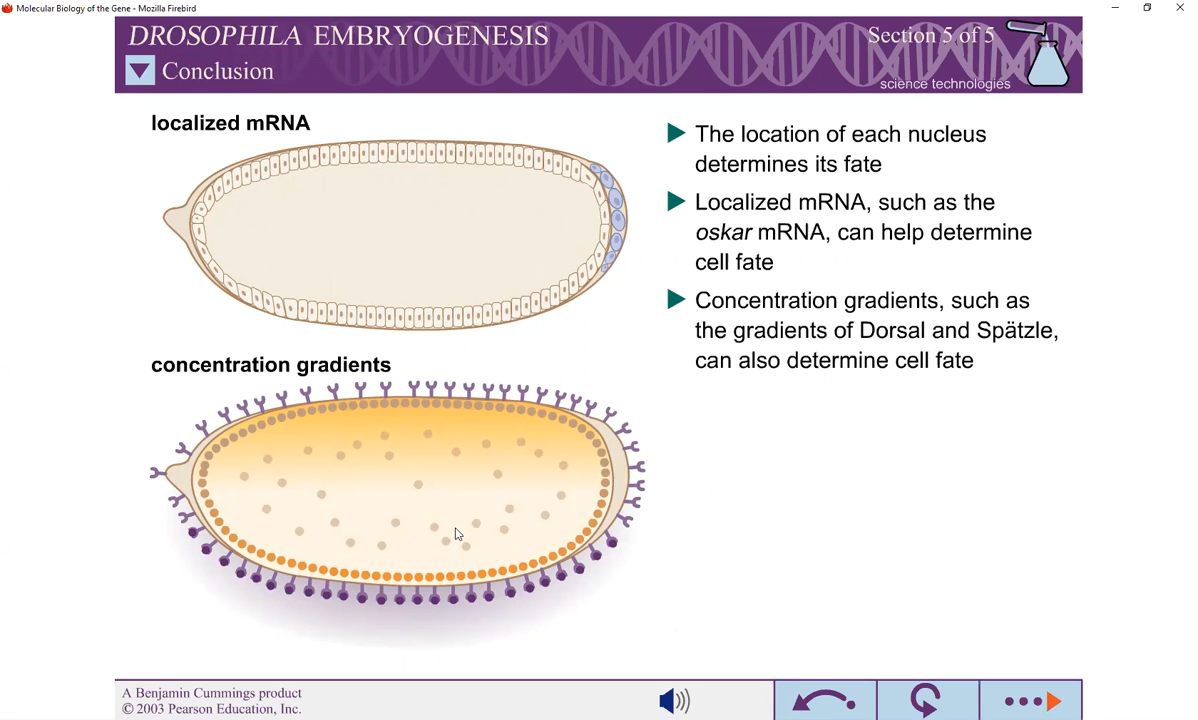 Molecular Biology of the Gene - Mozilla Firebird
DROSOPHILA EMBRYOGENESIS
Section 5 of 5
Conclusion
science technologies
localized mRNA
The location of each nucleus
determines its fate
Localized mRNA, such as the
oskar mRNA, can help determine
cell fate
Concentration gradients, such as
the gradients of Dorsal and Spätzle,
can also determine cell fate
concentration gradients
A Benjamin Cummings product
© 2003 Pearson Education, Inc.